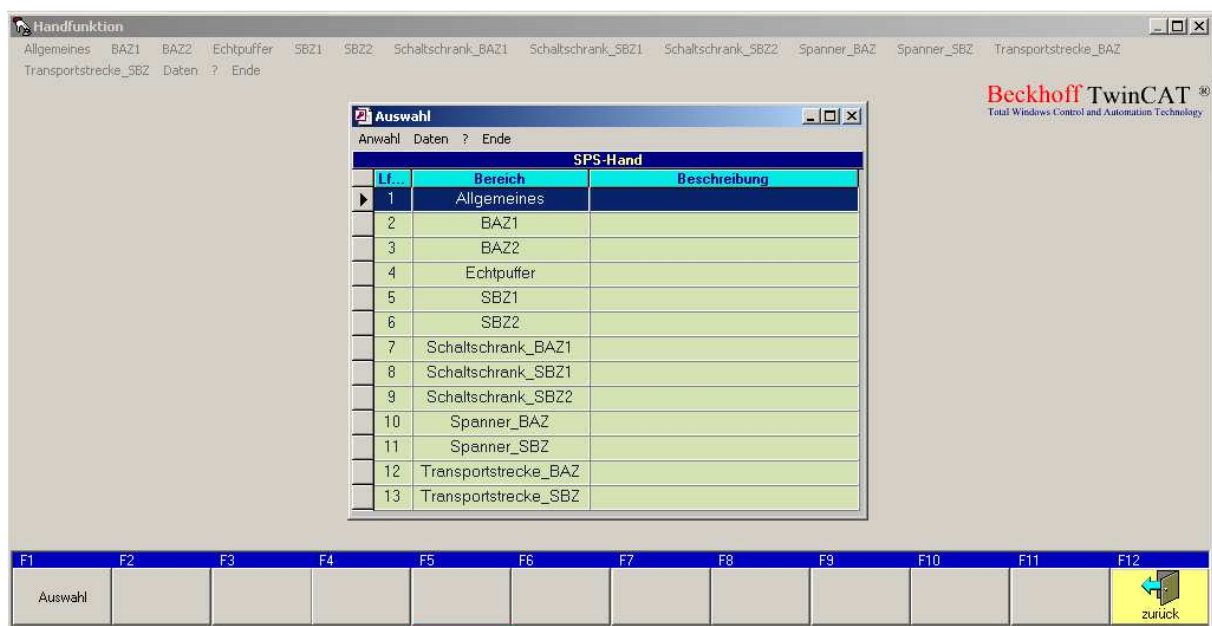 Handfunktion
Allgemeines BAZ1 BAZ2 Echtpuffer SBZ1 SBZ2 Schaltschrank_BAZ1 Schaltschrank_SBZ1 Schaltschrank_SBZ2 Spanner_BAZ Spanner_SBZ Transportstrecke_BAZ
Transportstrecke_SBZ Daten ? Ende
Beckhoff TwinCAT ®
Total Windows Control and Automation Technology
Auswahl
Anwahl Daten ? Ende
SPS-Hand
Lf... Bereich Beschreibung
1 Allgemeines
2 BAZ1
3 BAZ2
4 Echtpuffer
5 SBZ1
6 SBZ2
7 Schaltschrank_BAZ1
8 Schaltschrank_SBZ1
9 Schaltschrank_SBZ2
10 Spanner_BAZ
11 Spanner_SBZ
12 Transportstrecke_BAZ
13 Transportstrecke_SBZ
F1 F2 F3 F4 F5 F6 F7 F8 F9 F10 F11 F12
Auswahl
zurück